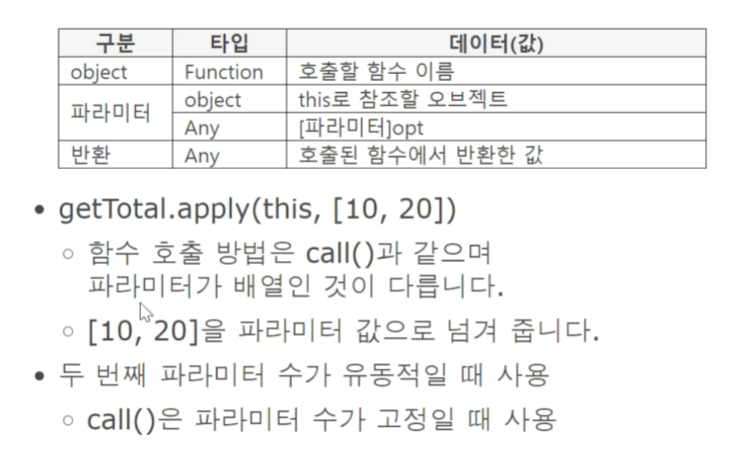 구분 타입 데이터(값)
object Function 호출할 함수 이름
파라미터 object this로 참조할 오브젝트
Any [파라미터]opt
반환 Any 호출된 함수에서 반환한 값
• getTotal.apply(this, [10, 20])
◦ 함수 호출 방법은 call()과 같으며
파라미터가 배열인 것이 다릅니다.
◦ [10, 20]을 파라미터 값으로 넘겨 줍니다.
• 두 번째 파라미터 수가 유동적일 때 사용
◦ call()은 파라미터 수가 고정일 때 사용